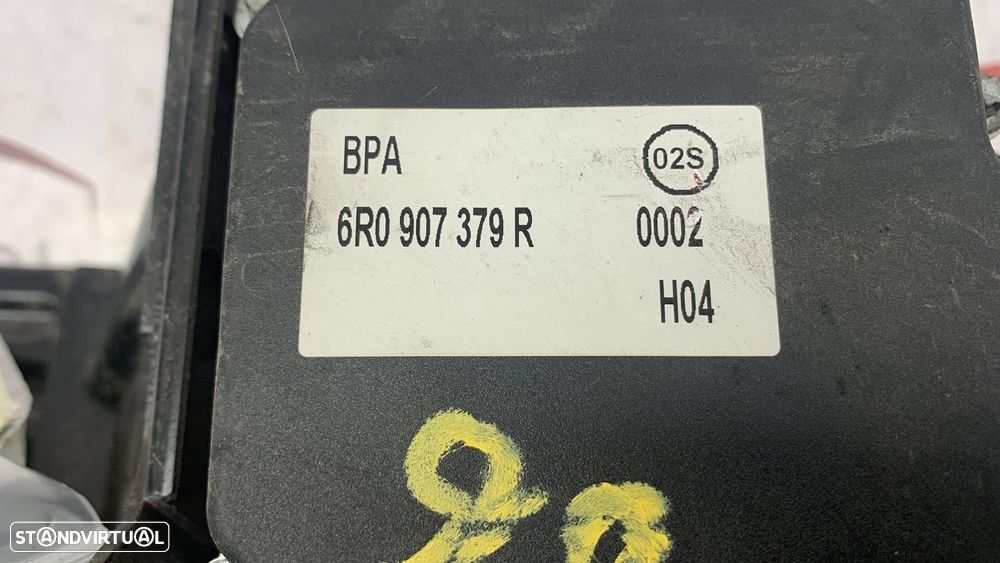 BPA 02S
6R0 907 379 R 0002
H04
STANDVIRTUAL